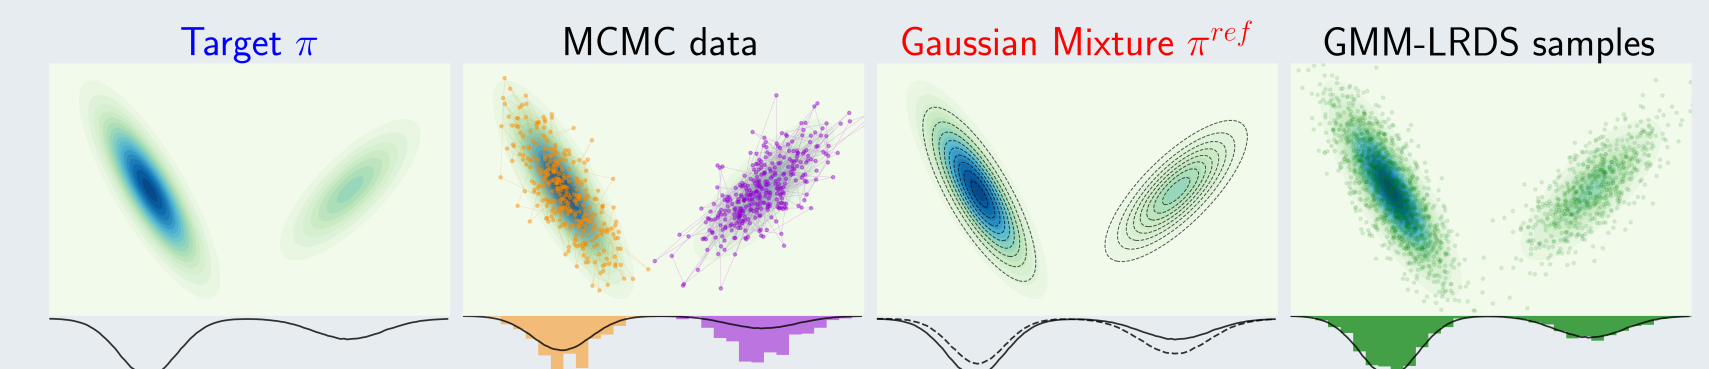 Target π
MCMC data
Gaussian Mixture π^ref
GMM-LRDS samples